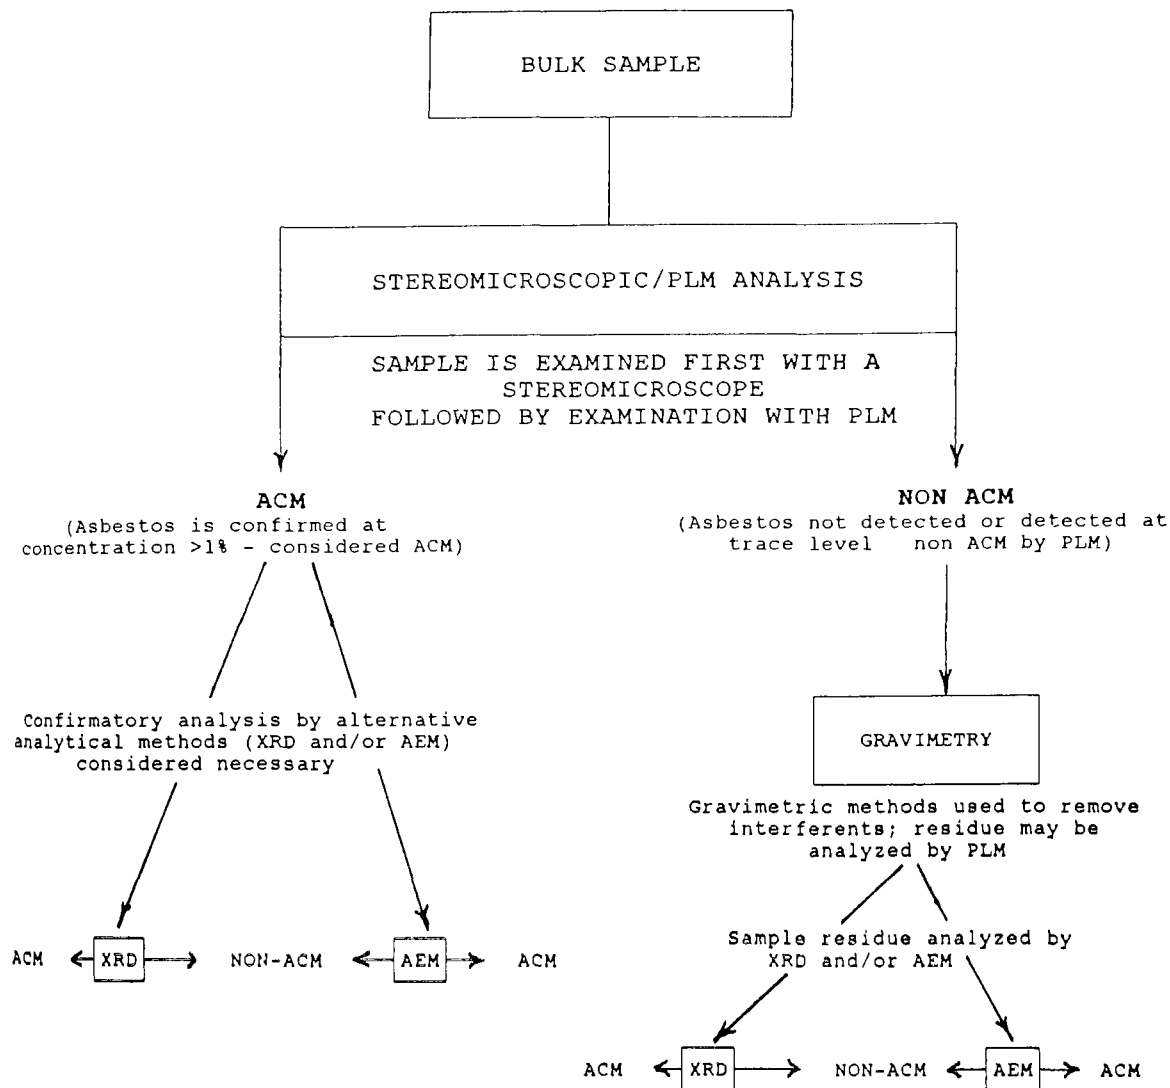 BULK SAMPLE
STEREOMICROSCOPIC/PLM ANALYSIS
SAMPLE IS EXAMINED FIRST WITH A
STEREOMICROSCOPE
FOLLOWED BY EXAMINATION WITH PLM
ACM
(Asbestos is confirmed at
concentration >1% - considered ACM)
Confirmatory analysis by alternative
analytical methods (XRD and/or AEM)
considered necessary
ACM XRD NON-ACM AEM ACM
NON ACM
(Asbestos not detected or detected at
trace level non ACM by PLM)
GRAVIMETRY
Gravimetric methods used to remove
interferents; residue may be
analyzed by PLM
Sample residue analyzed by
XRD and/or AEM
ACM XRD NON-ACM AEM ACM